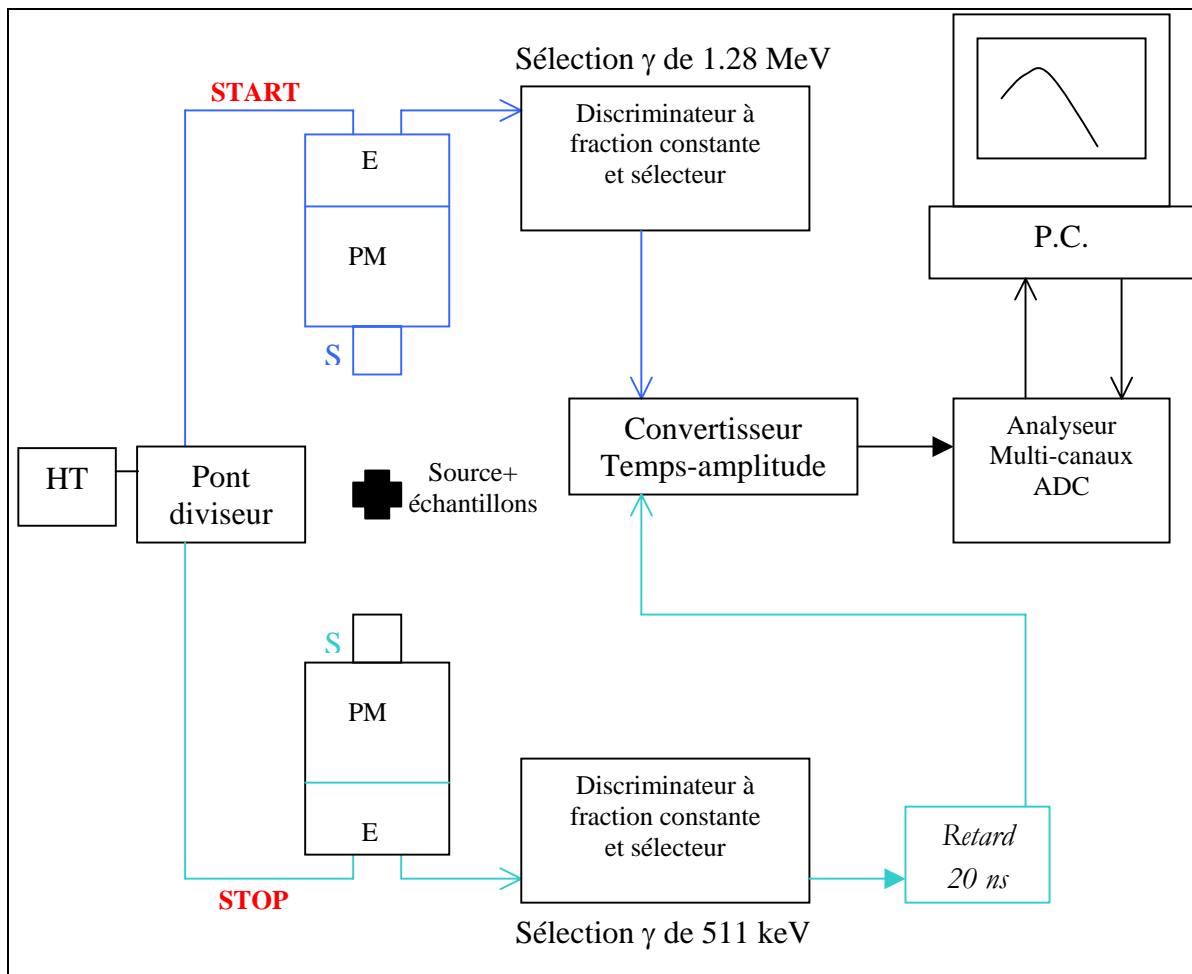 Sélection γ de 1.28 MeV
START
Discriminateur à
fraction constante
et sélecteur
E
PM
S
P.C.
HT
Pont
diviseur
Source+
échantillons
Convertisseur
Temps-amplitude
Analyseur
Multi-canaux
ADC
S
PM
E
Discriminateur à
fraction constante
et sélecteur
Retard
20 ns
STOP
Sélection γ de 511 keV